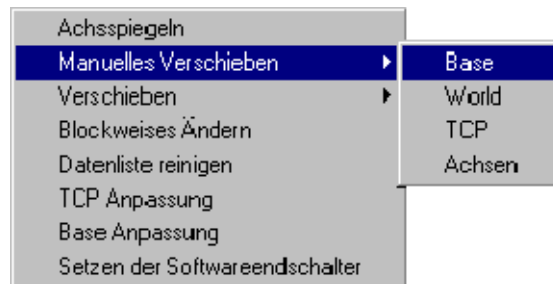 Achsspiegeln
Manuelles Verschieben
Base
Verschieben
World
Blockweises Ändern
TCP
Datenliste reinigen
Achsen
TCP Anpassung
Base Anpassung
Setzen der Softwareendschalter